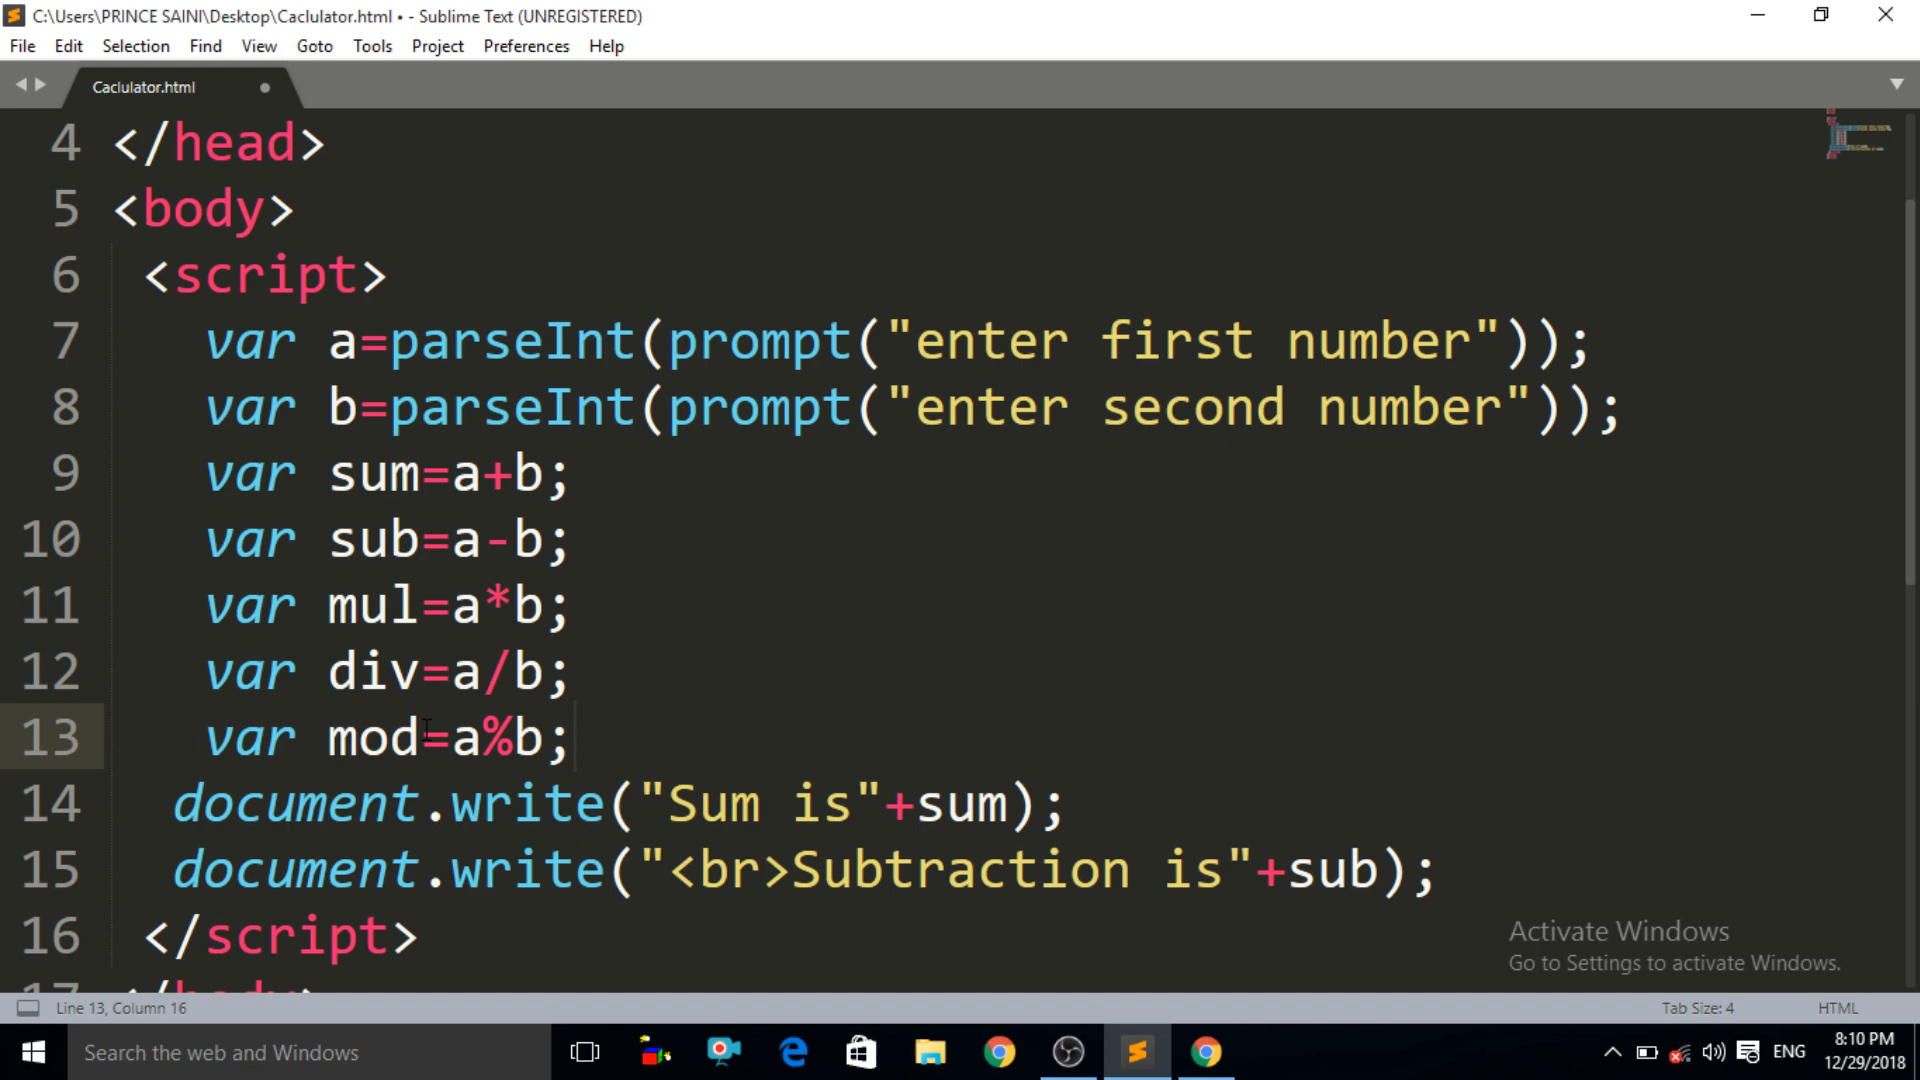 C:\Users\PRINCE SAINI\Desktop\Caclulator.html • - Sublime Text (UNREGISTERED)
File Edit Selection Find View Goto Tools Project Preferences Help
Caclulator.html
4 </head>
5 <body>
6 <script>
7 var a=parseInt(prompt("enter first number"));
8 var b=parseInt(prompt("enter second number"));
9 var sum=a+b;
10 var sub=a-b;
11 var mul=a*b;
12 var div=a/b;
13 var mod=a%b;
14 document.write("Sum is"+sum);
15 document.write("<br>Subtraction is"+sub);
16 </script>
17 </body>
Activate Windows
Go to Settings to activate Windows.
Line 13, Column 16 Tab Size: 4 HTML
Search the web and Windows
ENG
8:10 PM
12/29/2018